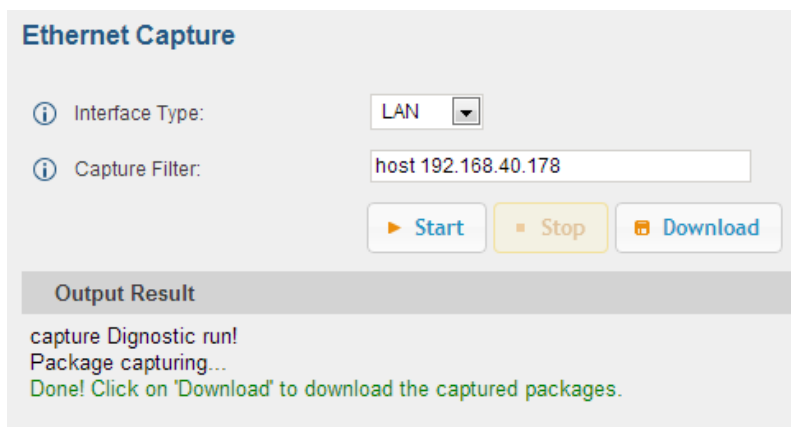 Ethernet Capture
Interface Type:
LAN
Capture Filter:
host 192.168.40.178
Start
Stop
Download
Output Result
capture Dignostic run!
Package capturing...
Done! Click on 'Download' to download the captured packages.